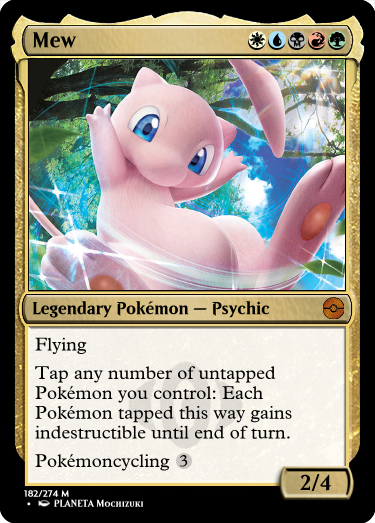 Mew
Legendary Pokémon — Psychic
Flying
Tap any number of untapped
Pokémon you control: Each
Pokémon tapped this way gains
indestructible until end of turn.
Pokémoncycling 3
2/4
182/274 M
• PLANETA MOCHIZUKI